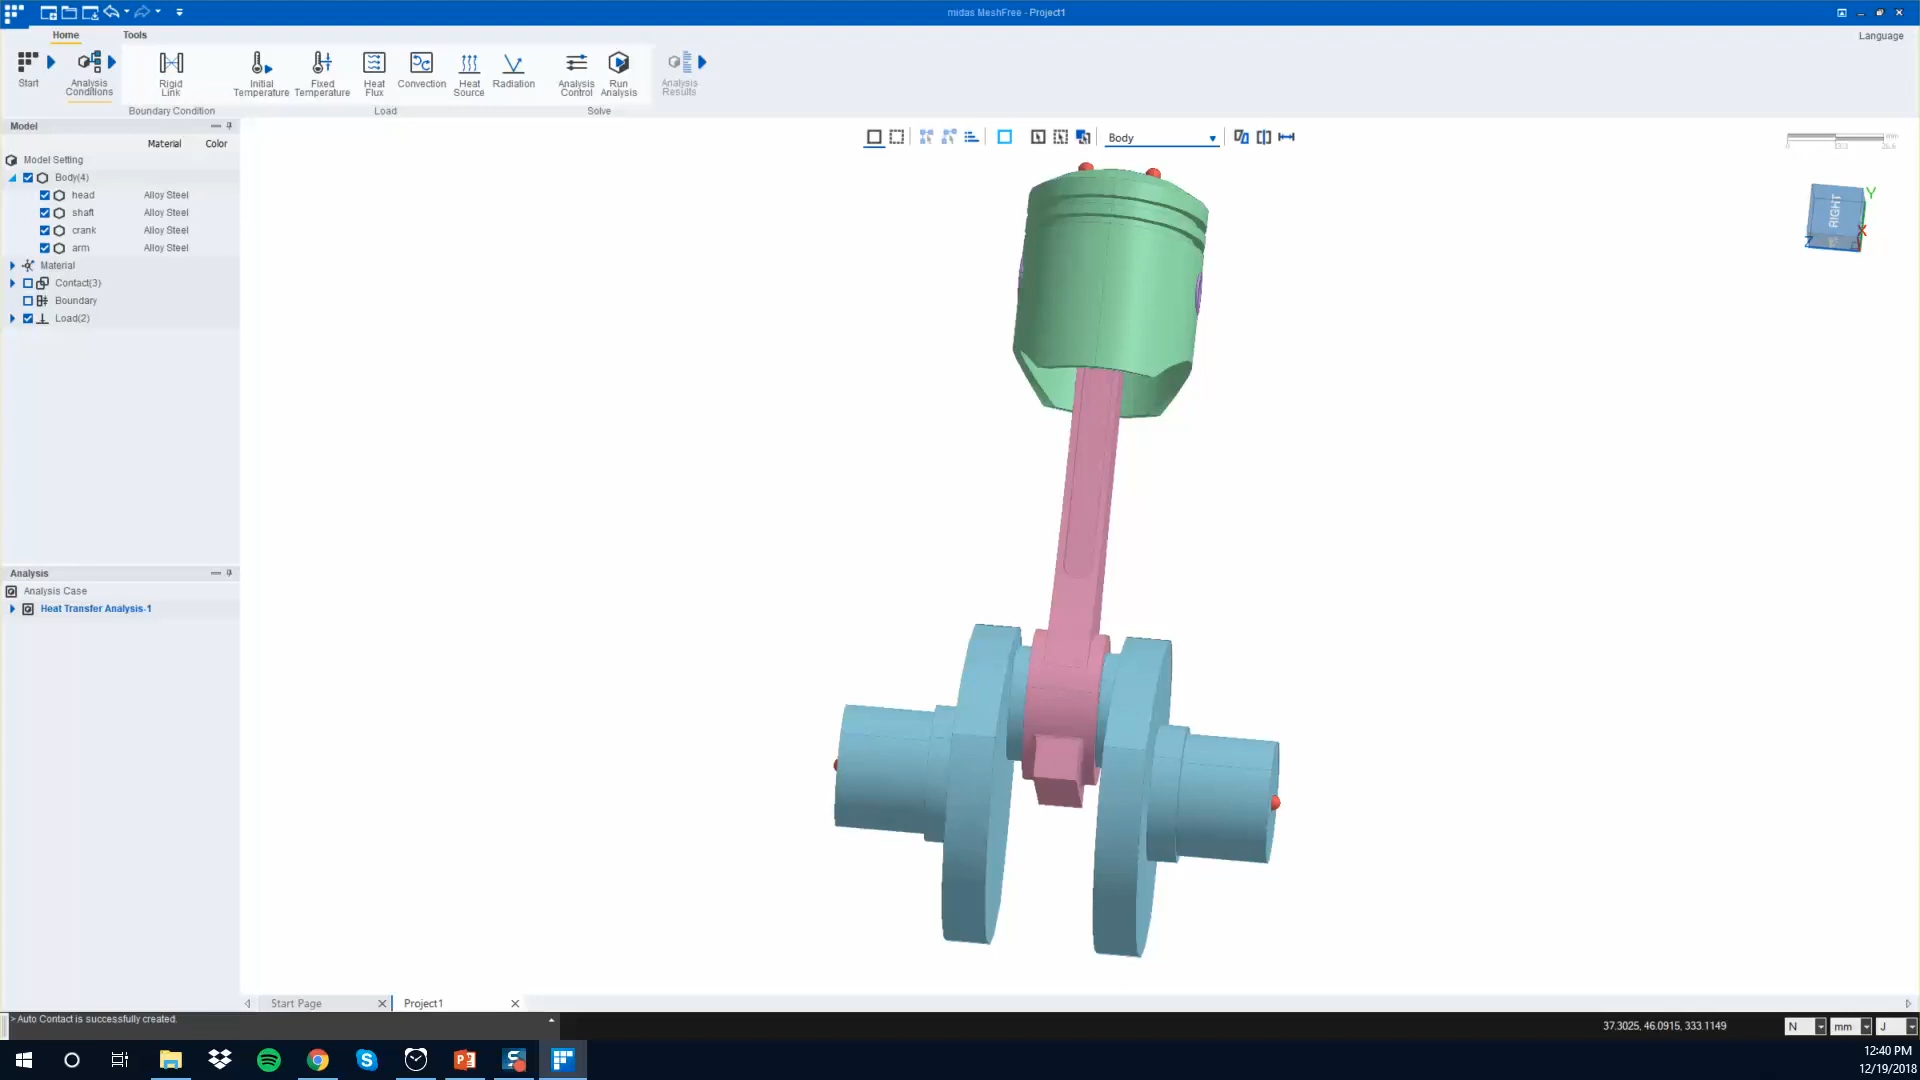 midas MeshFree - Project1
Home
Tools
Language
Start
Analysis Conditions
Rigid Link
Initial Temperature
Fixed Temperature
Heat Flux
Convection
Heat Source
Radiation
Analysis Control
Run Analysis
Analysis Results
Boundary Condition
Load
Solve
Model
Material
Color
Body
mm
Model Setting
Body(4)
head
Alloy Steel
shaft
Alloy Steel
crank
Alloy Steel
arm
Alloy Steel
Material
Contact(3)
Boundary
Load(2)
RIGHT
Y
X
Z
Analysis
Analysis Case
Heat Transfer Analysis-1
Start Page
Project1
> Auto Contact is successfully created.
37.3025, 46.0915, 333.1149
N
mm
J
12:40 PM
12/19/2018